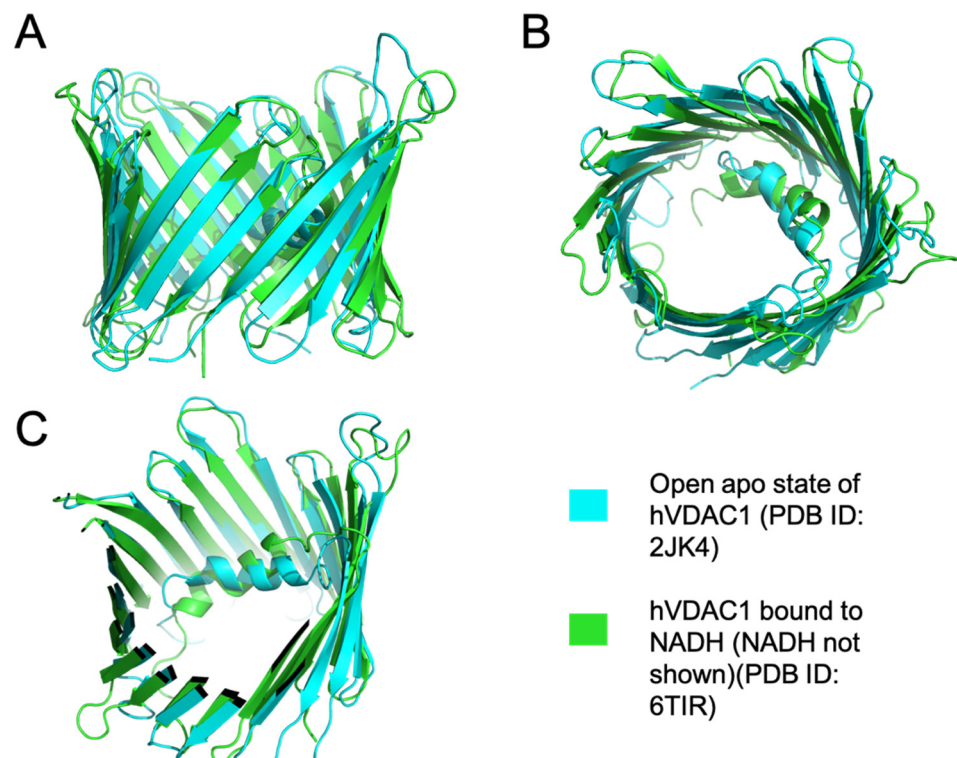 A
B
C
Open apo state of
hVDAC1 (PDB ID:
2JK4)
hVDAC1 bound to
NADH (NADH not
shown)(PDB ID:
6TIR)